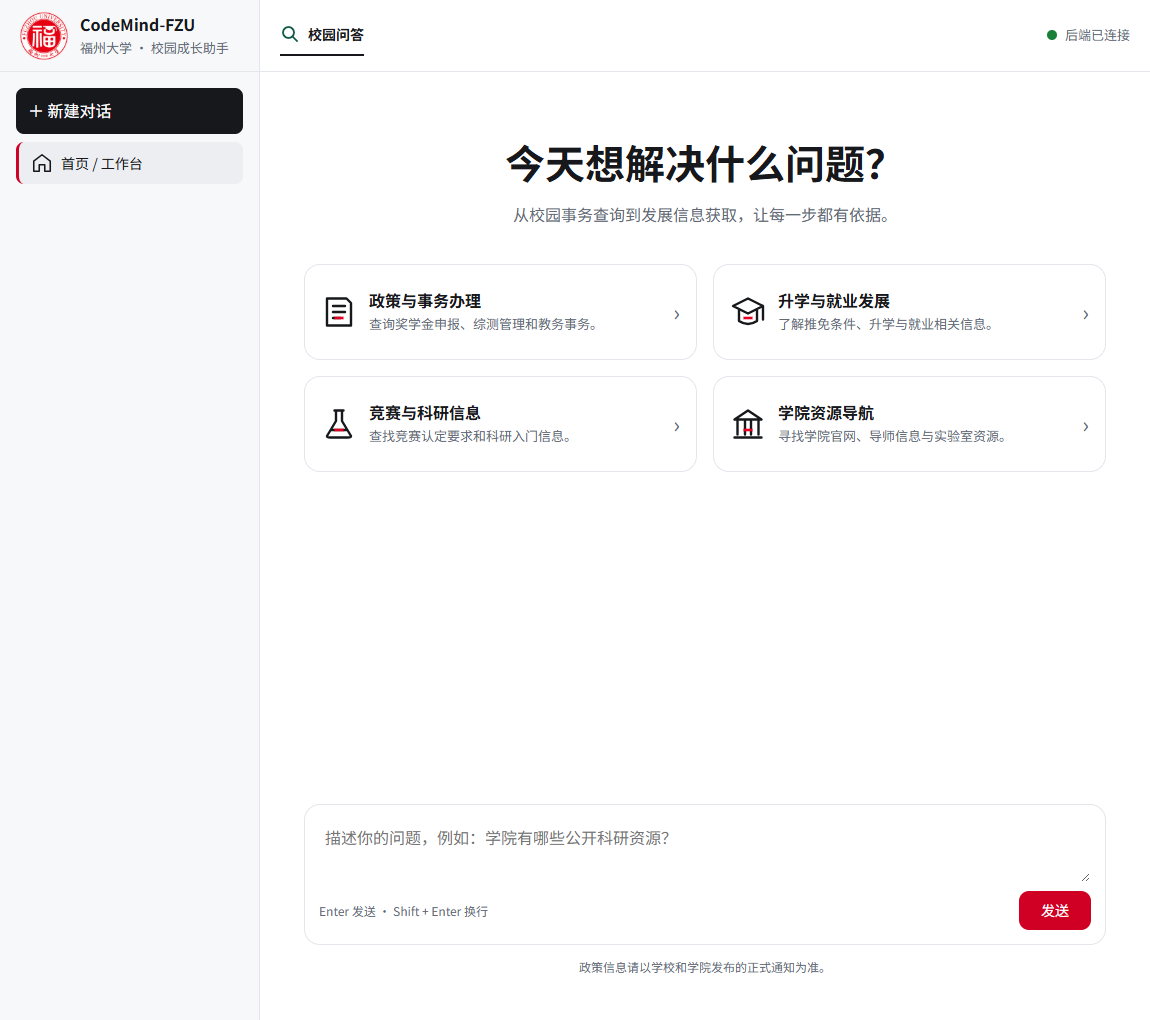 CodeMind-FZU
福州大学 · 校园成长助手
+ 新建对话
首页 / 工作台
校园问答
后端已连接
今天想解决什么问题？
从校园事务查询到发展信息获取，让每一步都有依据。
政策与事务办理
查询奖学金申报、综测管理和教务事务。
升学与就业发展
了解推免条件、升学与就业相关信息。
竞赛与科研信息
查找竞赛认定要求和科研入门信息。
学院资源导航
寻找学院官网、导师信息与实验室资源。
描述你的问题，例如：学院有哪些公开科研资源？
Enter 发送 · Shift + Enter 换行
发送
政策信息请以学校和学院发布的正式通知为准。